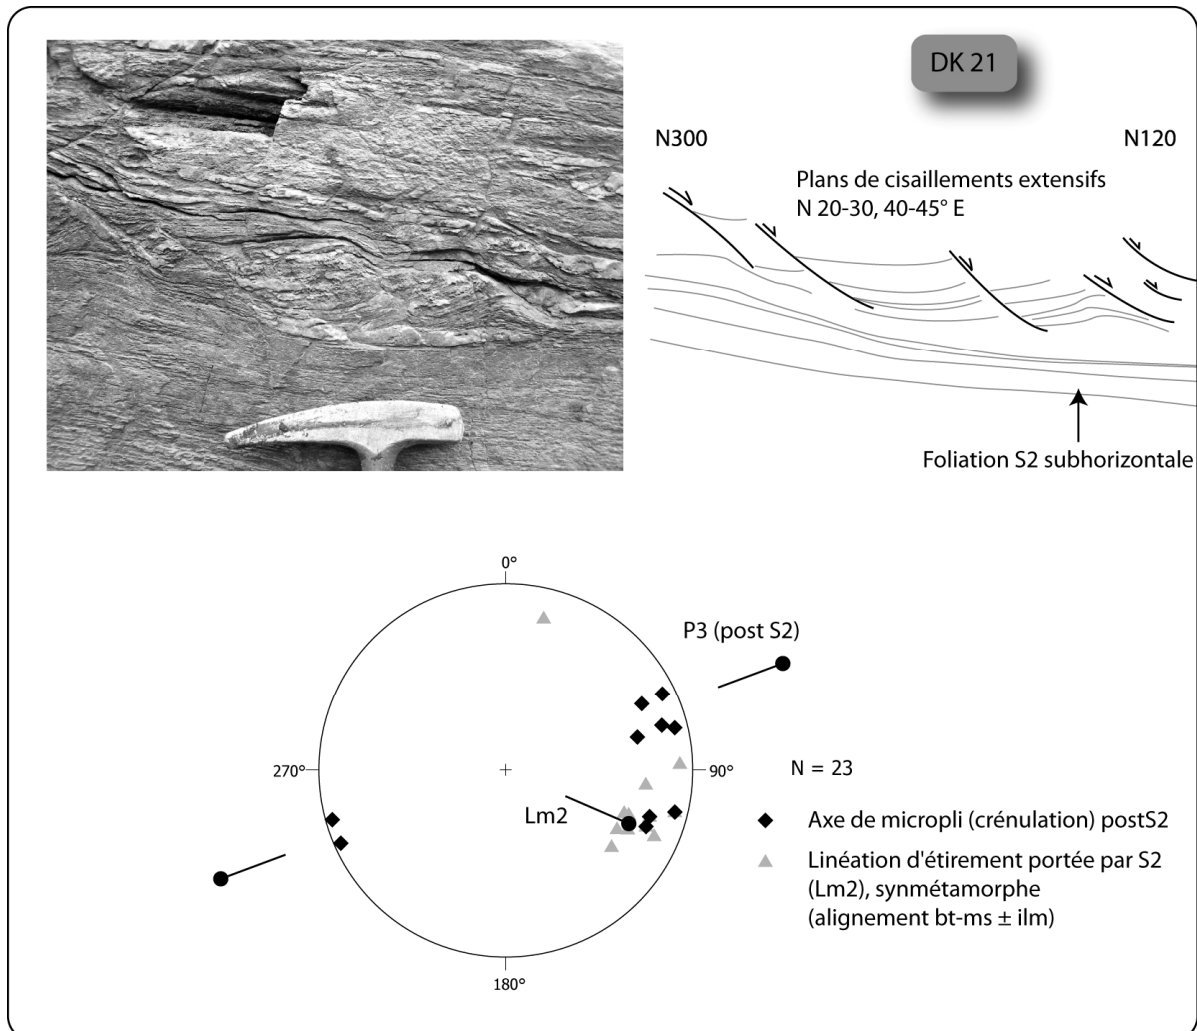 DK 21
N300
N120
Plans de cisaillements extensifs
N 20-30, 40-45° E
Foliation S2 subhorizontale
0°
P3 (post S2)
270°
90°
N = 23
Lm2
Axe de micropli (crénulation) postS2
Linéation d'étirement portée par S2
(Lm2), synmétamorphe
(alignement bt-ms ± ilm)
180°